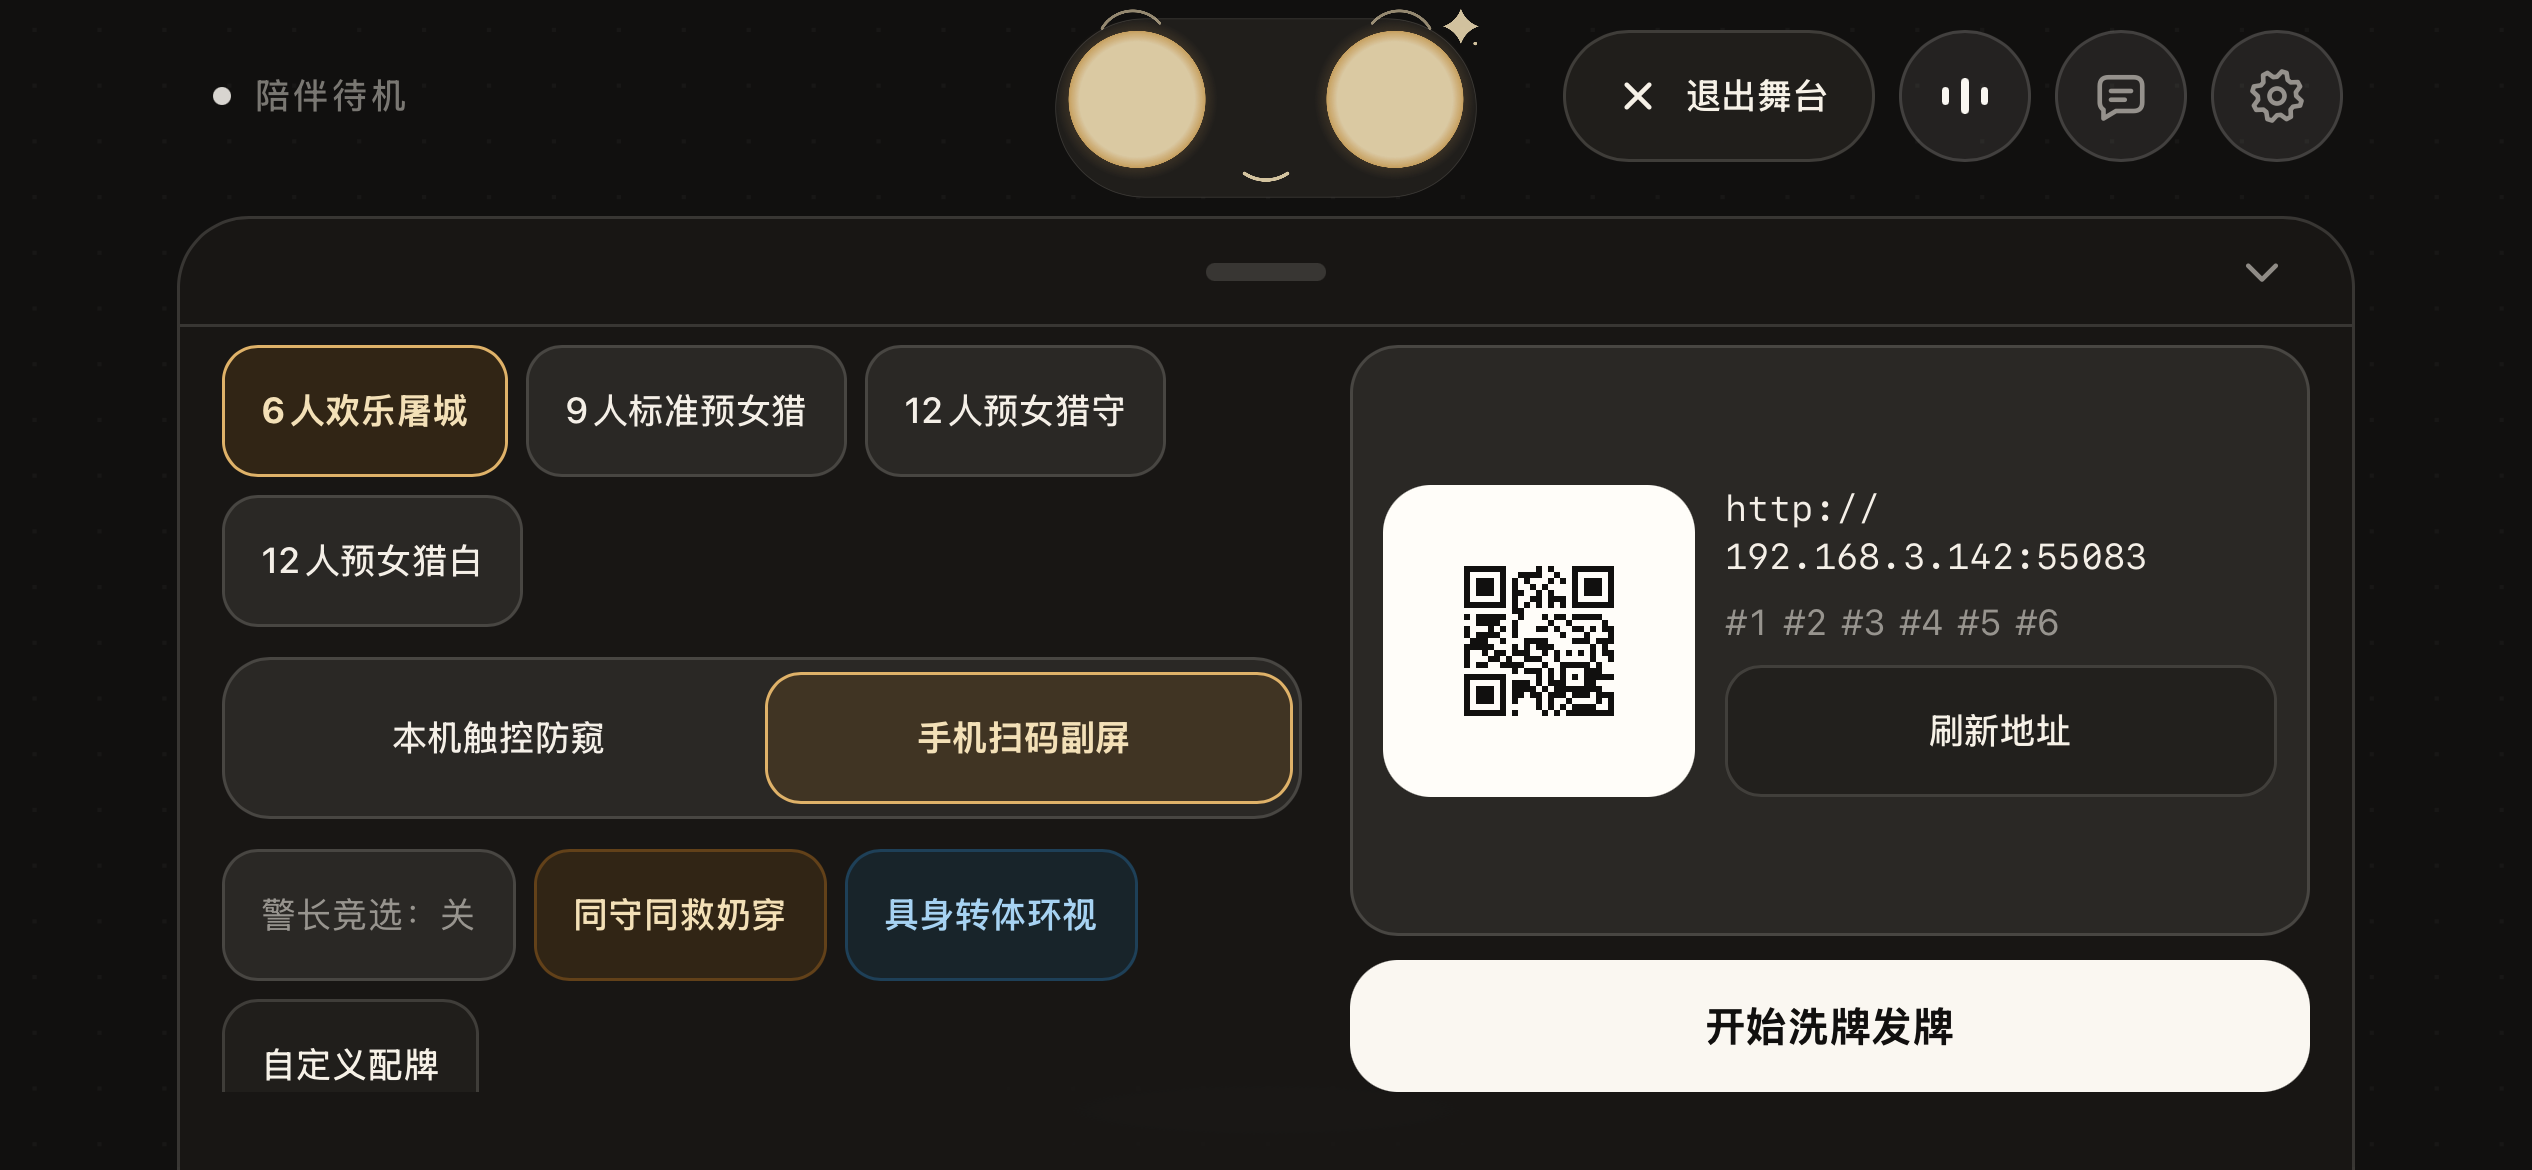 陪伴待机
退出舞台
6人欢乐屠城
9人标准预女猎
12人预女猎守
12人预女猎白
本机触控防窥
手机扫码副屏
警长竞选：关
同守同救奶穿
具身转体环视
自定义配牌
http://
192.168.3.142:55083
#1 #2 #3 #4 #5 #6
刷新地址
开始洗牌发牌